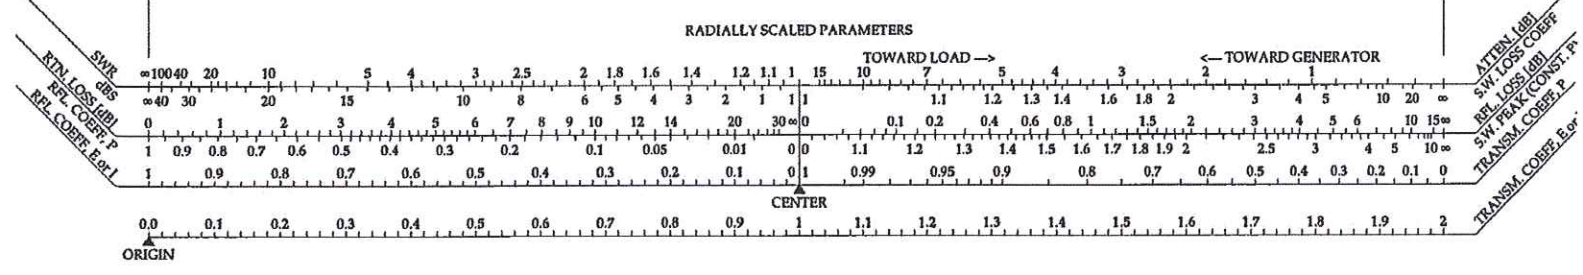 RADIALLY SCALED PARAMETERS
TOWARD LOAD —>
<— TOWARD GENERATOR
SWR
∞ 100 40 20 10 5 4 3 2.5 2 1.8 1.6 1.4 1.2 1.1 1 15 10 7 5 4 3 2 1
ATTEN. [dB]
dBS
∞ 40 30 20 15 10 8 6 5 4 3 2 1 1 1 1.1 1.2 1.3 1.4 1.6 1.8 2 3 4 5 10 20 ∞
S.W. LOSS COEFF
RTN. LOSS [dB]
0 1 2 3 4 5 6 7 8 9 10 12 14 20 30 ∞ 0 0.1 0.2 0.4 0.6 0.8 1 1.5 2 3 4 5 6 10 15 ∞
RFL. LOSS [dB]
RFL. COEFF, P
1 0.9 0.8 0.7 0.6 0.5 0.4 0.3 0.2 0.1 0.05 0.01 0 0 1.1 1.2 1.3 1.4 1.5 1.6 1.7 1.8 1.9 2 2.5 3 4 5 10 ∞
S.W. PEAK (CONST. P)
RFL. COEFF, E or I
1 0.9 0.8 0.7 0.6 0.5 0.4 0.3 0.2 0.1 0 1 0.99 0.95 0.9 0.8 0.7 0.6 0.5 0.4 0.3 0.2 0.1 0
TRANSM. COEFF, P
CENTER
0.0 0.1 0.2 0.3 0.4 0.5 0.6 0.7 0.8 0.9 1 1.1 1.2 1.3 1.4 1.5 1.6 1.7 1.8 1.9 2
TRANSM. COEFF, E or
ORIGIN